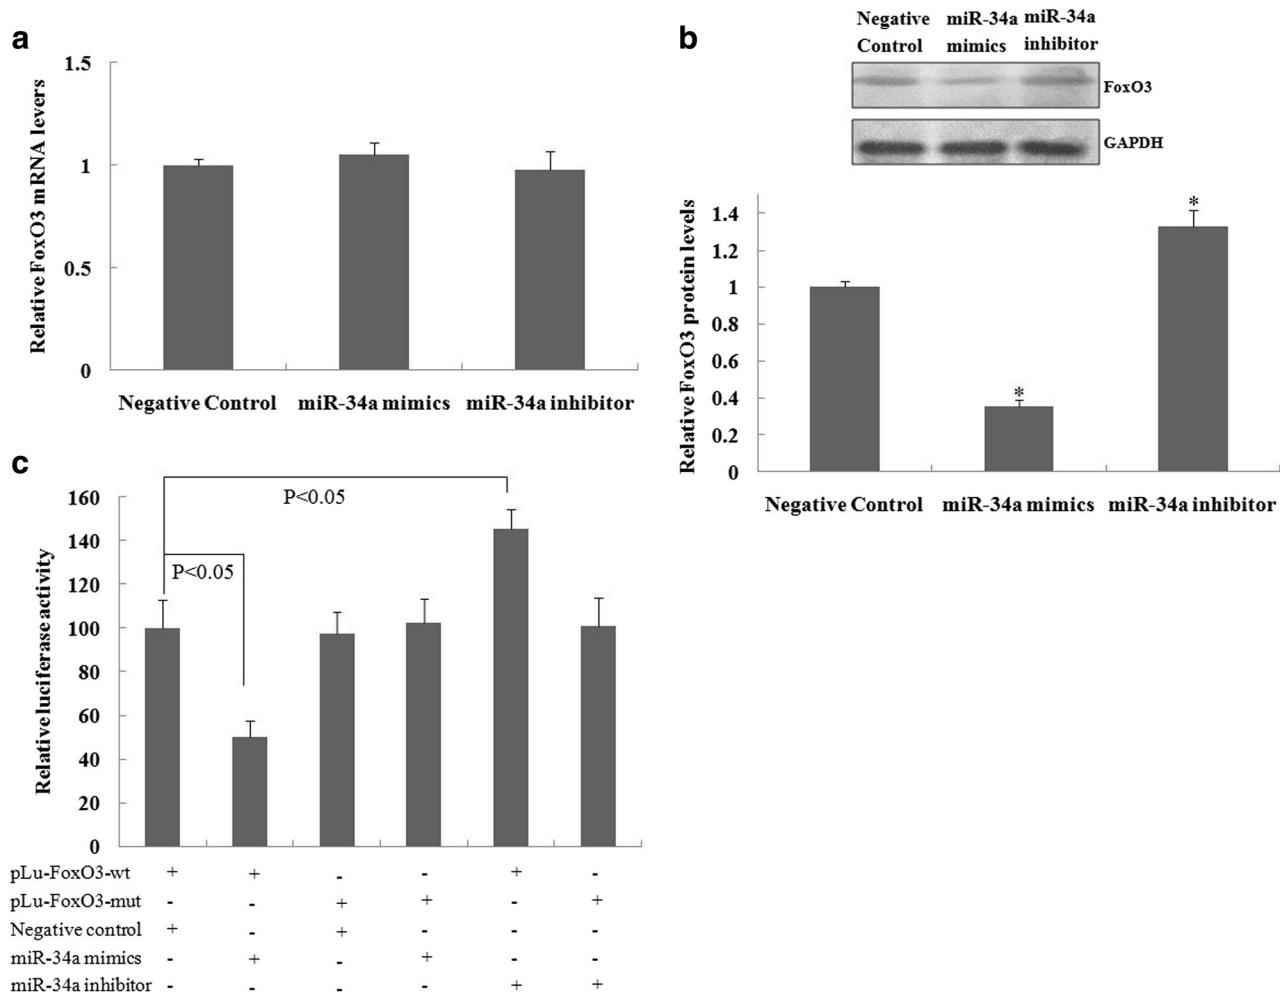 a
Relative FoxO3 mRNA levers
1.5
1
0.5
0
Negative Control miR-34a mimics miR-34a inhibitor
b
Negative Control
miR-34a mimics
miR-34a inhibitor
FoxO3
GAPDH
Relative FoxO3 protein levels
1.4
1.2
1
0.8
0.6
0.4
0.2
0
*
*
Negative Control miR-34a mimics miR-34a inhibitor
c
Relative luciferase activity
160
140
120
100
80
60
40
20
0
P<0.05
P<0.05
pLu-FoxO3-wt + + - - + -
pLu-FoxO3-mut - - + + - +
Negative control + - + - - -
miR-34a mimics - + - + - -
miR-34a inhibitor - - - - + +